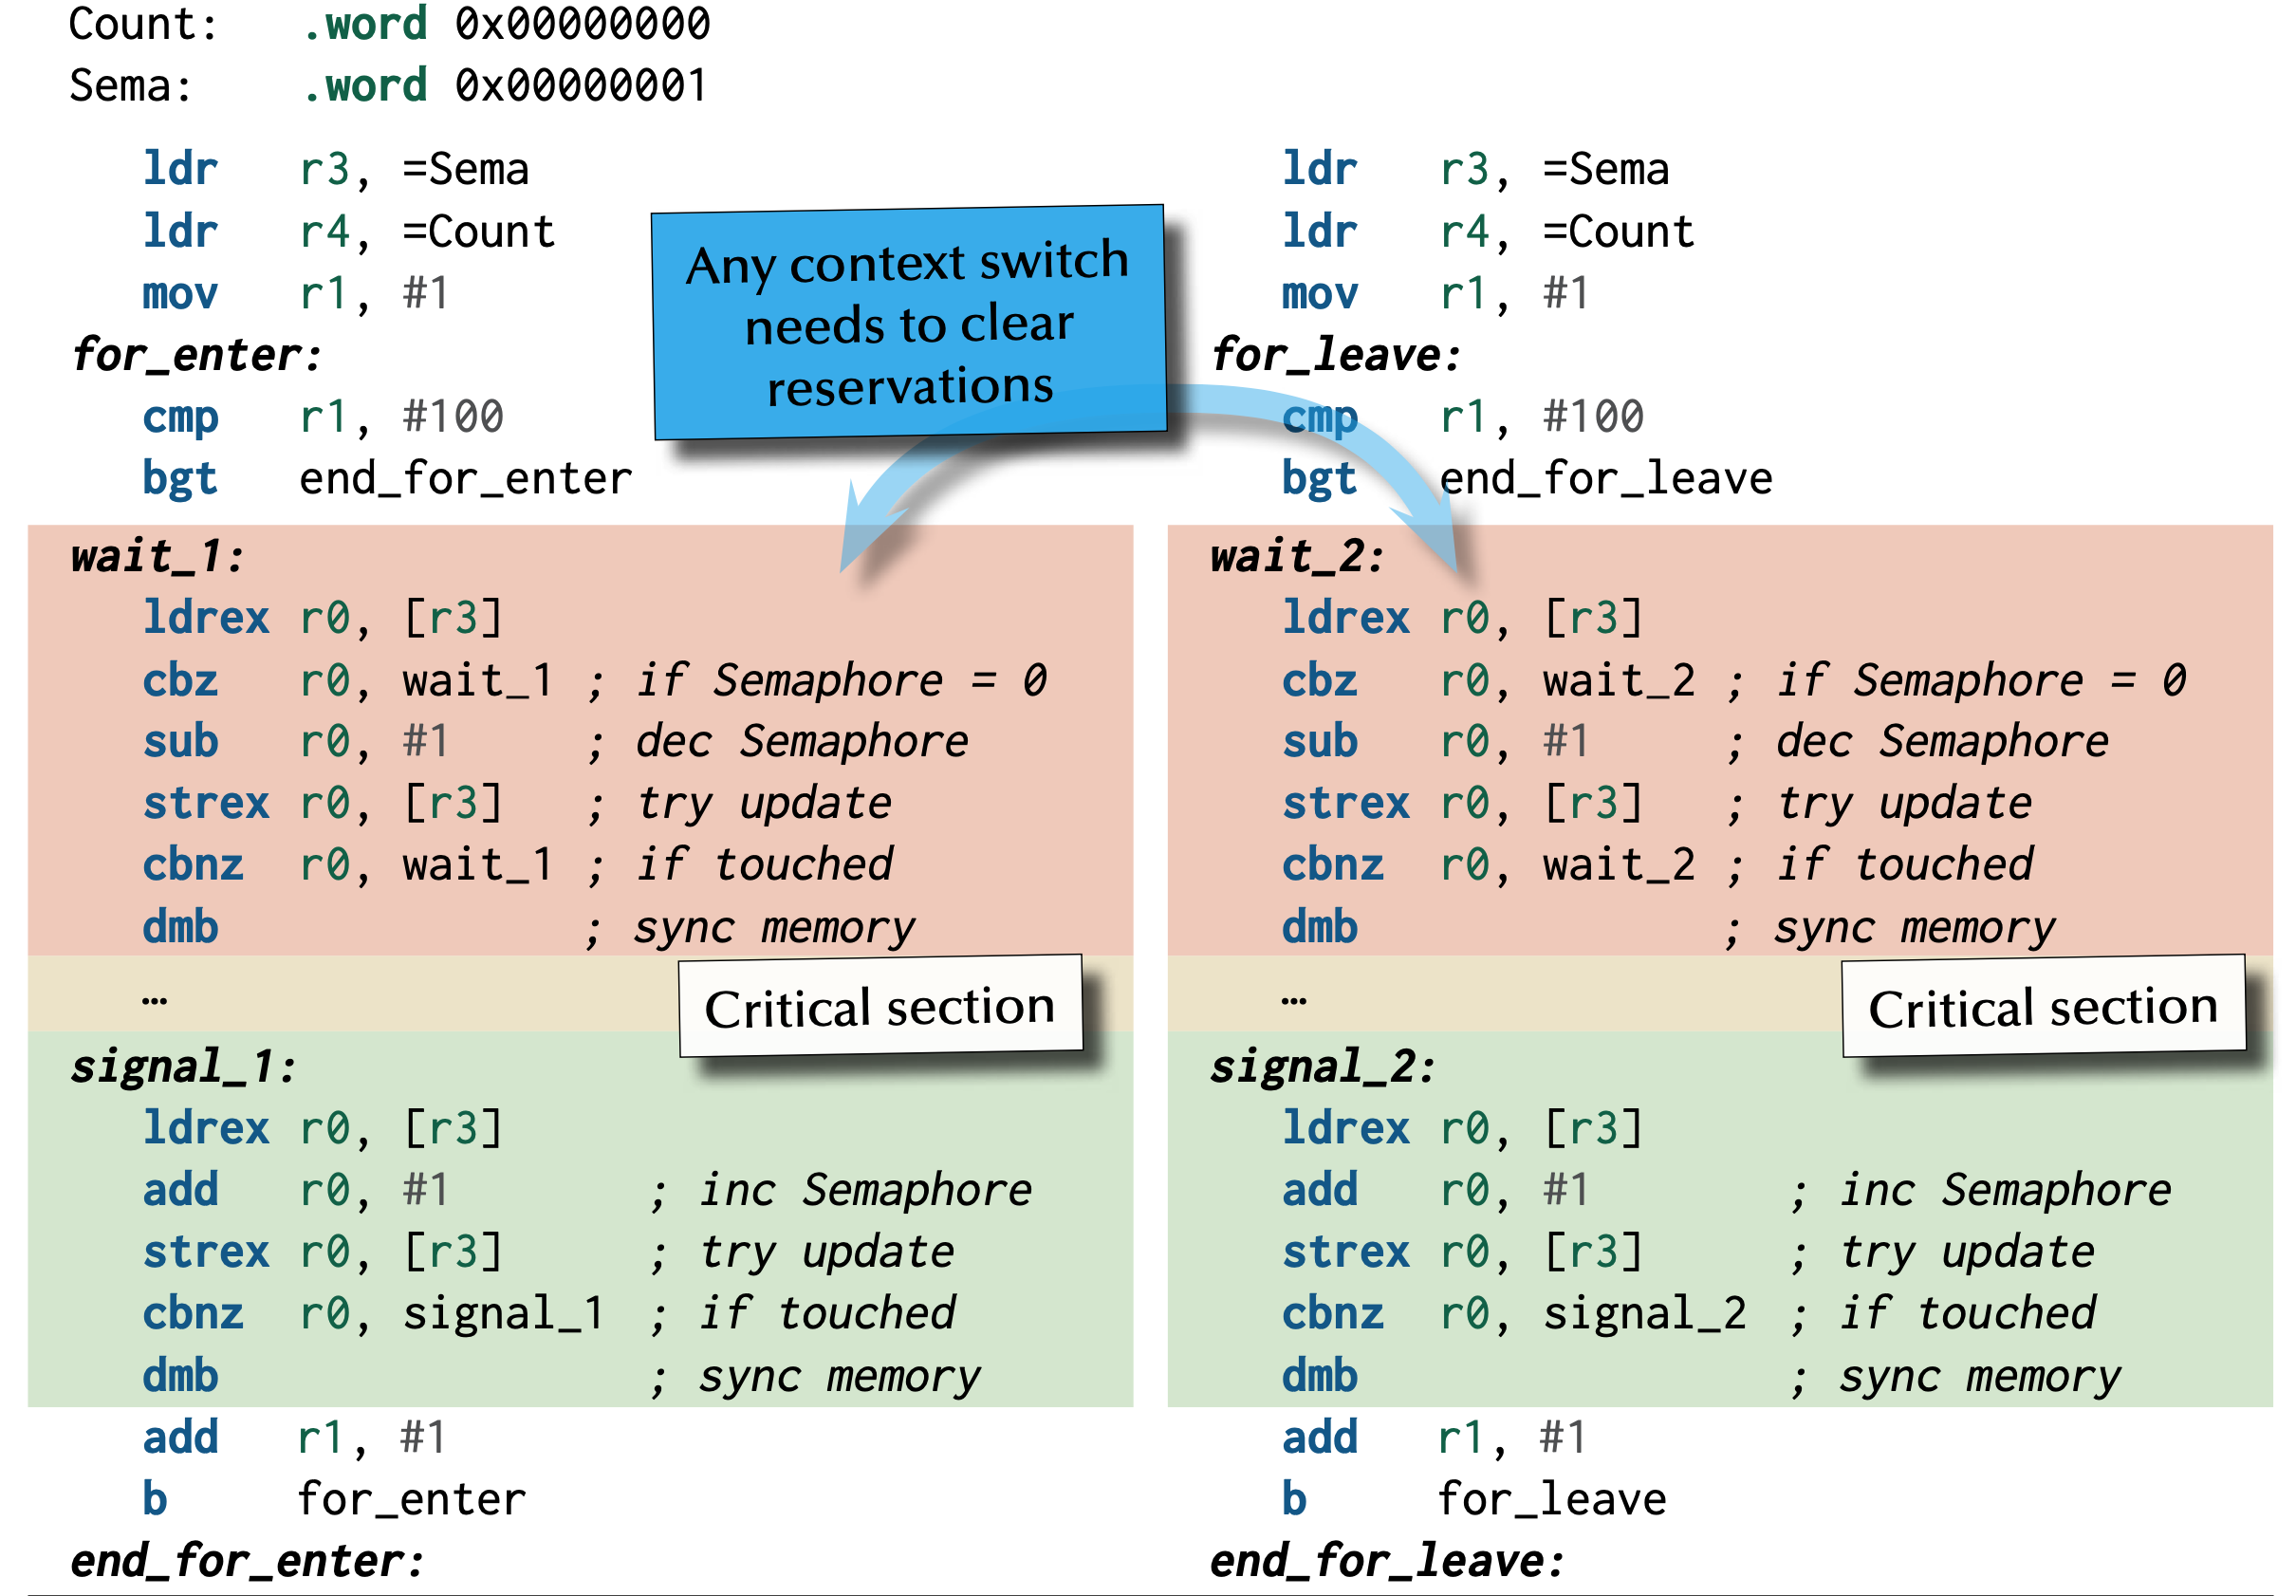 Count:   .word 0x00000000
Sema:    .word 0x00000001
ldr   r3, =Sema
ldr   r4, =Count
mov   r1, #1
for_enter:
cmp   r1, #100
bgt   end_for_enter
wait_1:
ldrex r0, [r3]
cbz   r0, wait_1 ; if Semaphore = 0
sub   r0, #1     ; dec Semaphore
strex r0, [r3]   ; try update
cbnz  r0, wait_1 ; if touched
dmb              ; sync memory
…
Critical section
signal_1:
ldrex r0, [r3]
add   r0, #1       ; inc Semaphore
strex r0, [r3]     ; try update
cbnz  r0, signal_1 ; if touched
dmb                ; sync memory
add   r1, #1
b     for_enter
end_for_enter:
Any context switch
needs to clear
reservations
ldr   r3, =Sema
ldr   r4, =Count
mov   r1, #1
for_leave:
cmp   r1, #100
bgt   end_for_leave
wait_2:
ldrex r0, [r3]
cbz   r0, wait_2 ; if Semaphore = 0
sub   r0, #1     ; dec Semaphore
strex r0, [r3]   ; try update
cbnz  r0, wait_2 ; if touched
dmb              ; sync memory
…
Critical section
signal_2:
ldrex r0, [r3]
add   r0, #1       ; inc Semaphore
strex r0, [r3]     ; try update
cbnz  r0, signal_2 ; if touched
dmb                ; sync memory
add   r1, #1
b     for_leave
end_for_leave: